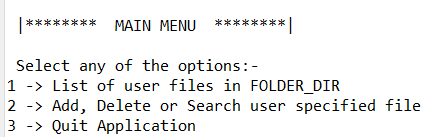 |********  MAIN MENU  ********|
Select any of the options:-
1 -> List of user files in FOLDER_DIR
2 -> Add, Delete or Search user specified file
3 -> Quit Application